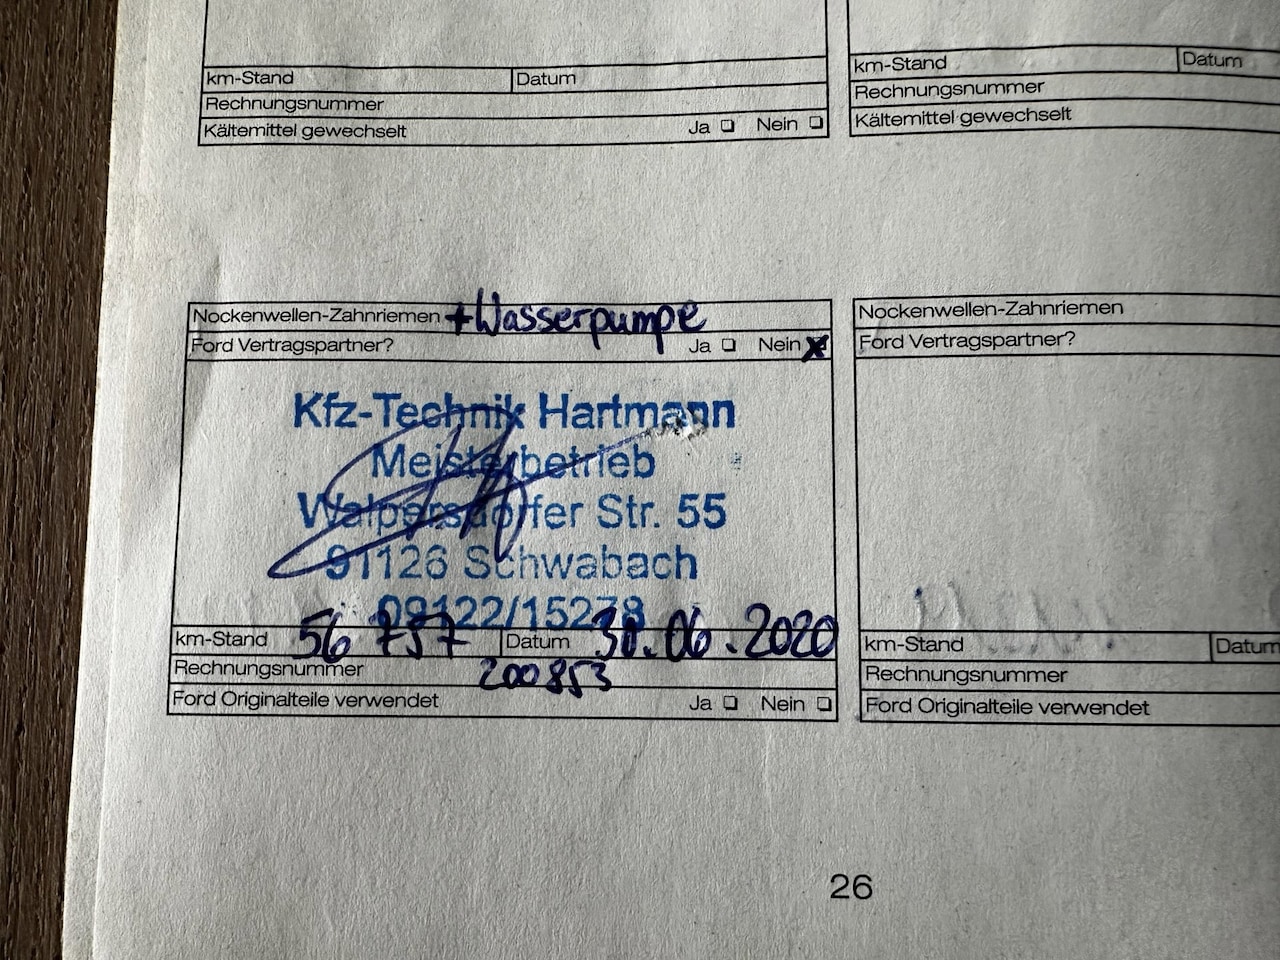 km-Stand Datum
Rechnungsnummer
Kältemittel gewechselt Ja Nein
km-Stand Datum
Rechnungsnummer
Kältemittel gewechselt
Nockenwellen-Zahnriemen + Wasserpumpe
Ford Vertragspartner? Ja Nein
Kfz-Technik Hartmann
Meisterbetrieb
Walpersdorfer Str. 55
91126 Schwabach
09122/15278
km-Stand 56 757 Datum 30.06.2020
Rechnungsnummer 200853
Ford Originalteile verwendet Ja Nein
Nockenwellen-Zahnriemen
Ford Vertragspartner?
km-Stand Datum
Rechnungsnummer
Ford Originalteile verwendet
26